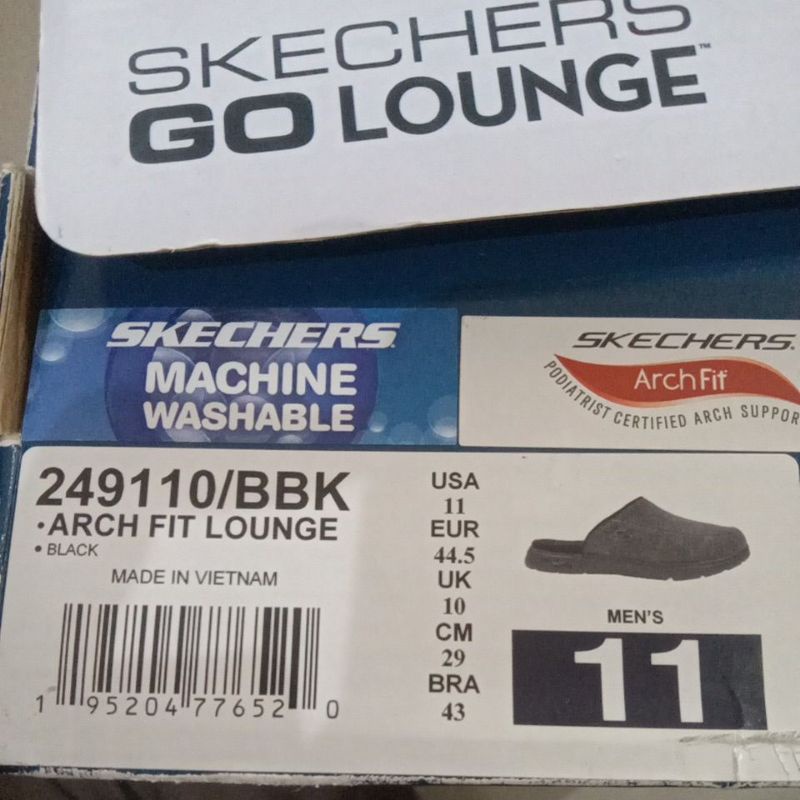 SKECHERS
GO LOUNGE™
SKECHERS
MACHINE
WASHABLE
SKECHERS
Arch Fit
PODIATRIST CERTIFIED ARCH SUPPOR
249110/BBK
•ARCH FIT LOUNGE
• BLACK
MADE IN VIETNAM
1 95204 77652 0
USA
11
EUR
44.5
UK
10
CM
29
BRA
43
MEN'S
11